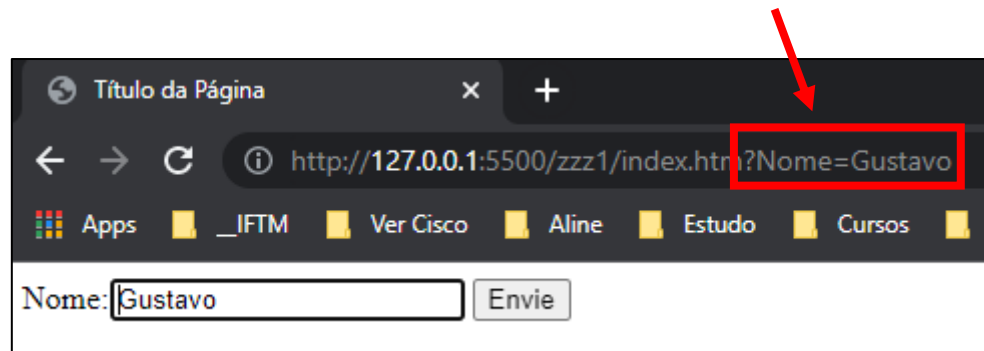 Título da Página
http://127.0.0.1:5500/zzz1/index.htm?Nome=Gustavo
Apps __IFTM Ver Cisco Aline Estudo Cursos
Nome: Gustavo Envie